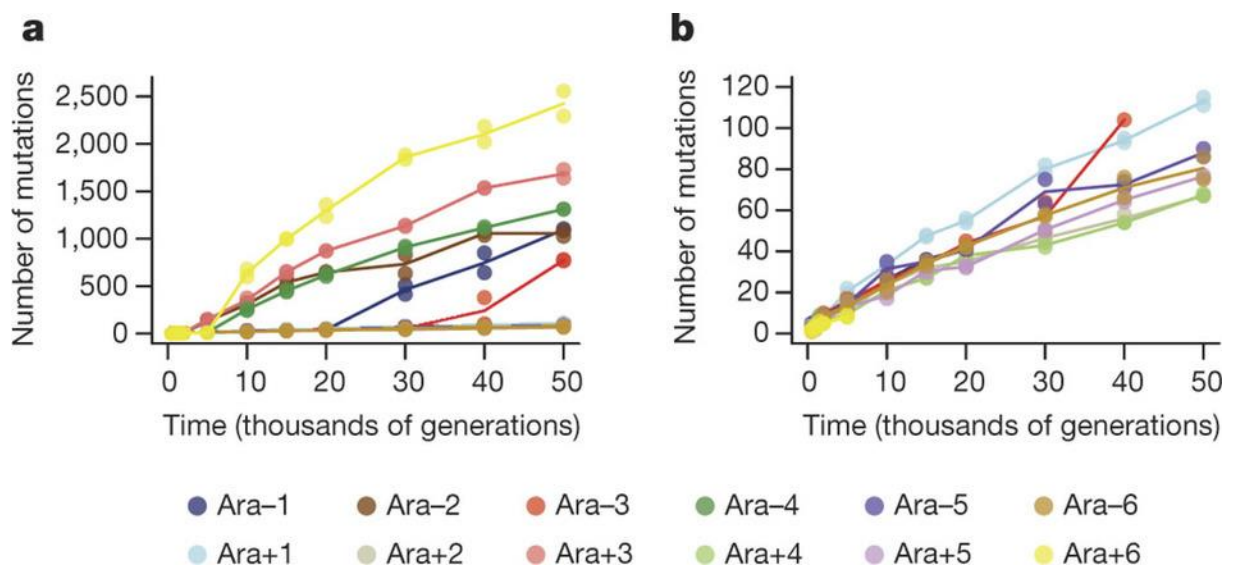 a
b
Number of mutations
2,500
2,000
1,500
1,000
500
0
0 10 20 30 40 50
Time (thousands of generations)
Number of mutations
120
100
80
60
40
20
0
0 10 20 30 40 50
Time (thousands of generations)
Ara–1 Ara–2 Ara–3 Ara–4 Ara–5 Ara–6
Ara+1 Ara+2 Ara+3 Ara+4 Ara+5 Ara+6